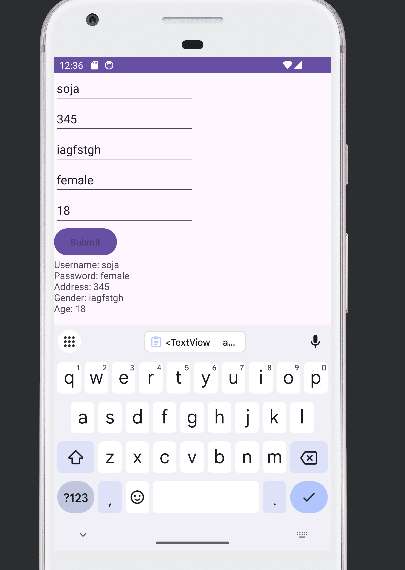 12:36
soja
345
iagfstgh
female
18
Submit
Username: soja
Password: female
Address: 345
Gender: iagfstgh
Age: 18
<TextView a...
1 2 3 4 5 6 7 8 9 0
q w e r t y u i o p
a s d f g h j k l
z x c v b n m
?123 , .